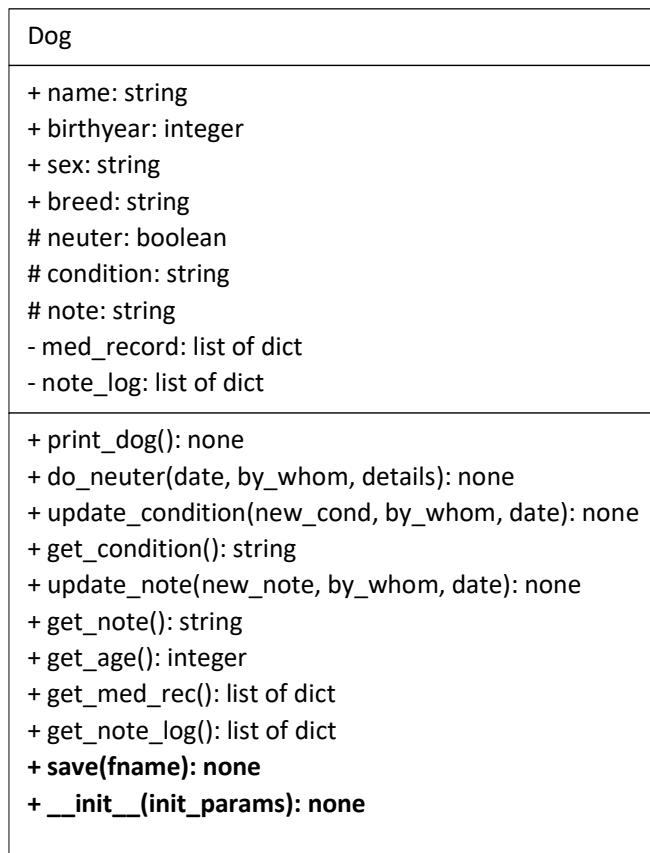 Dog
+ name: string
+ birthyear: integer
+ sex: string
+ breed: string
# neuter: boolean
# condition: string
# note: string
- med_record: list of dict
- note_log: list of dict
+ print_dog(): none
+ do_neuter(date, by_whom, details): none
+ update_condition(new_cond, by_whom, date): none
+ get_condition(): string
+ update_note(new_note, by_whom, date): none
+ get_note(): string
+ get_age(): integer
+ get_med_rec(): list of dict
+ get_note_log(): list of dict
+ save(fname): none
+ __init__(init_params): none